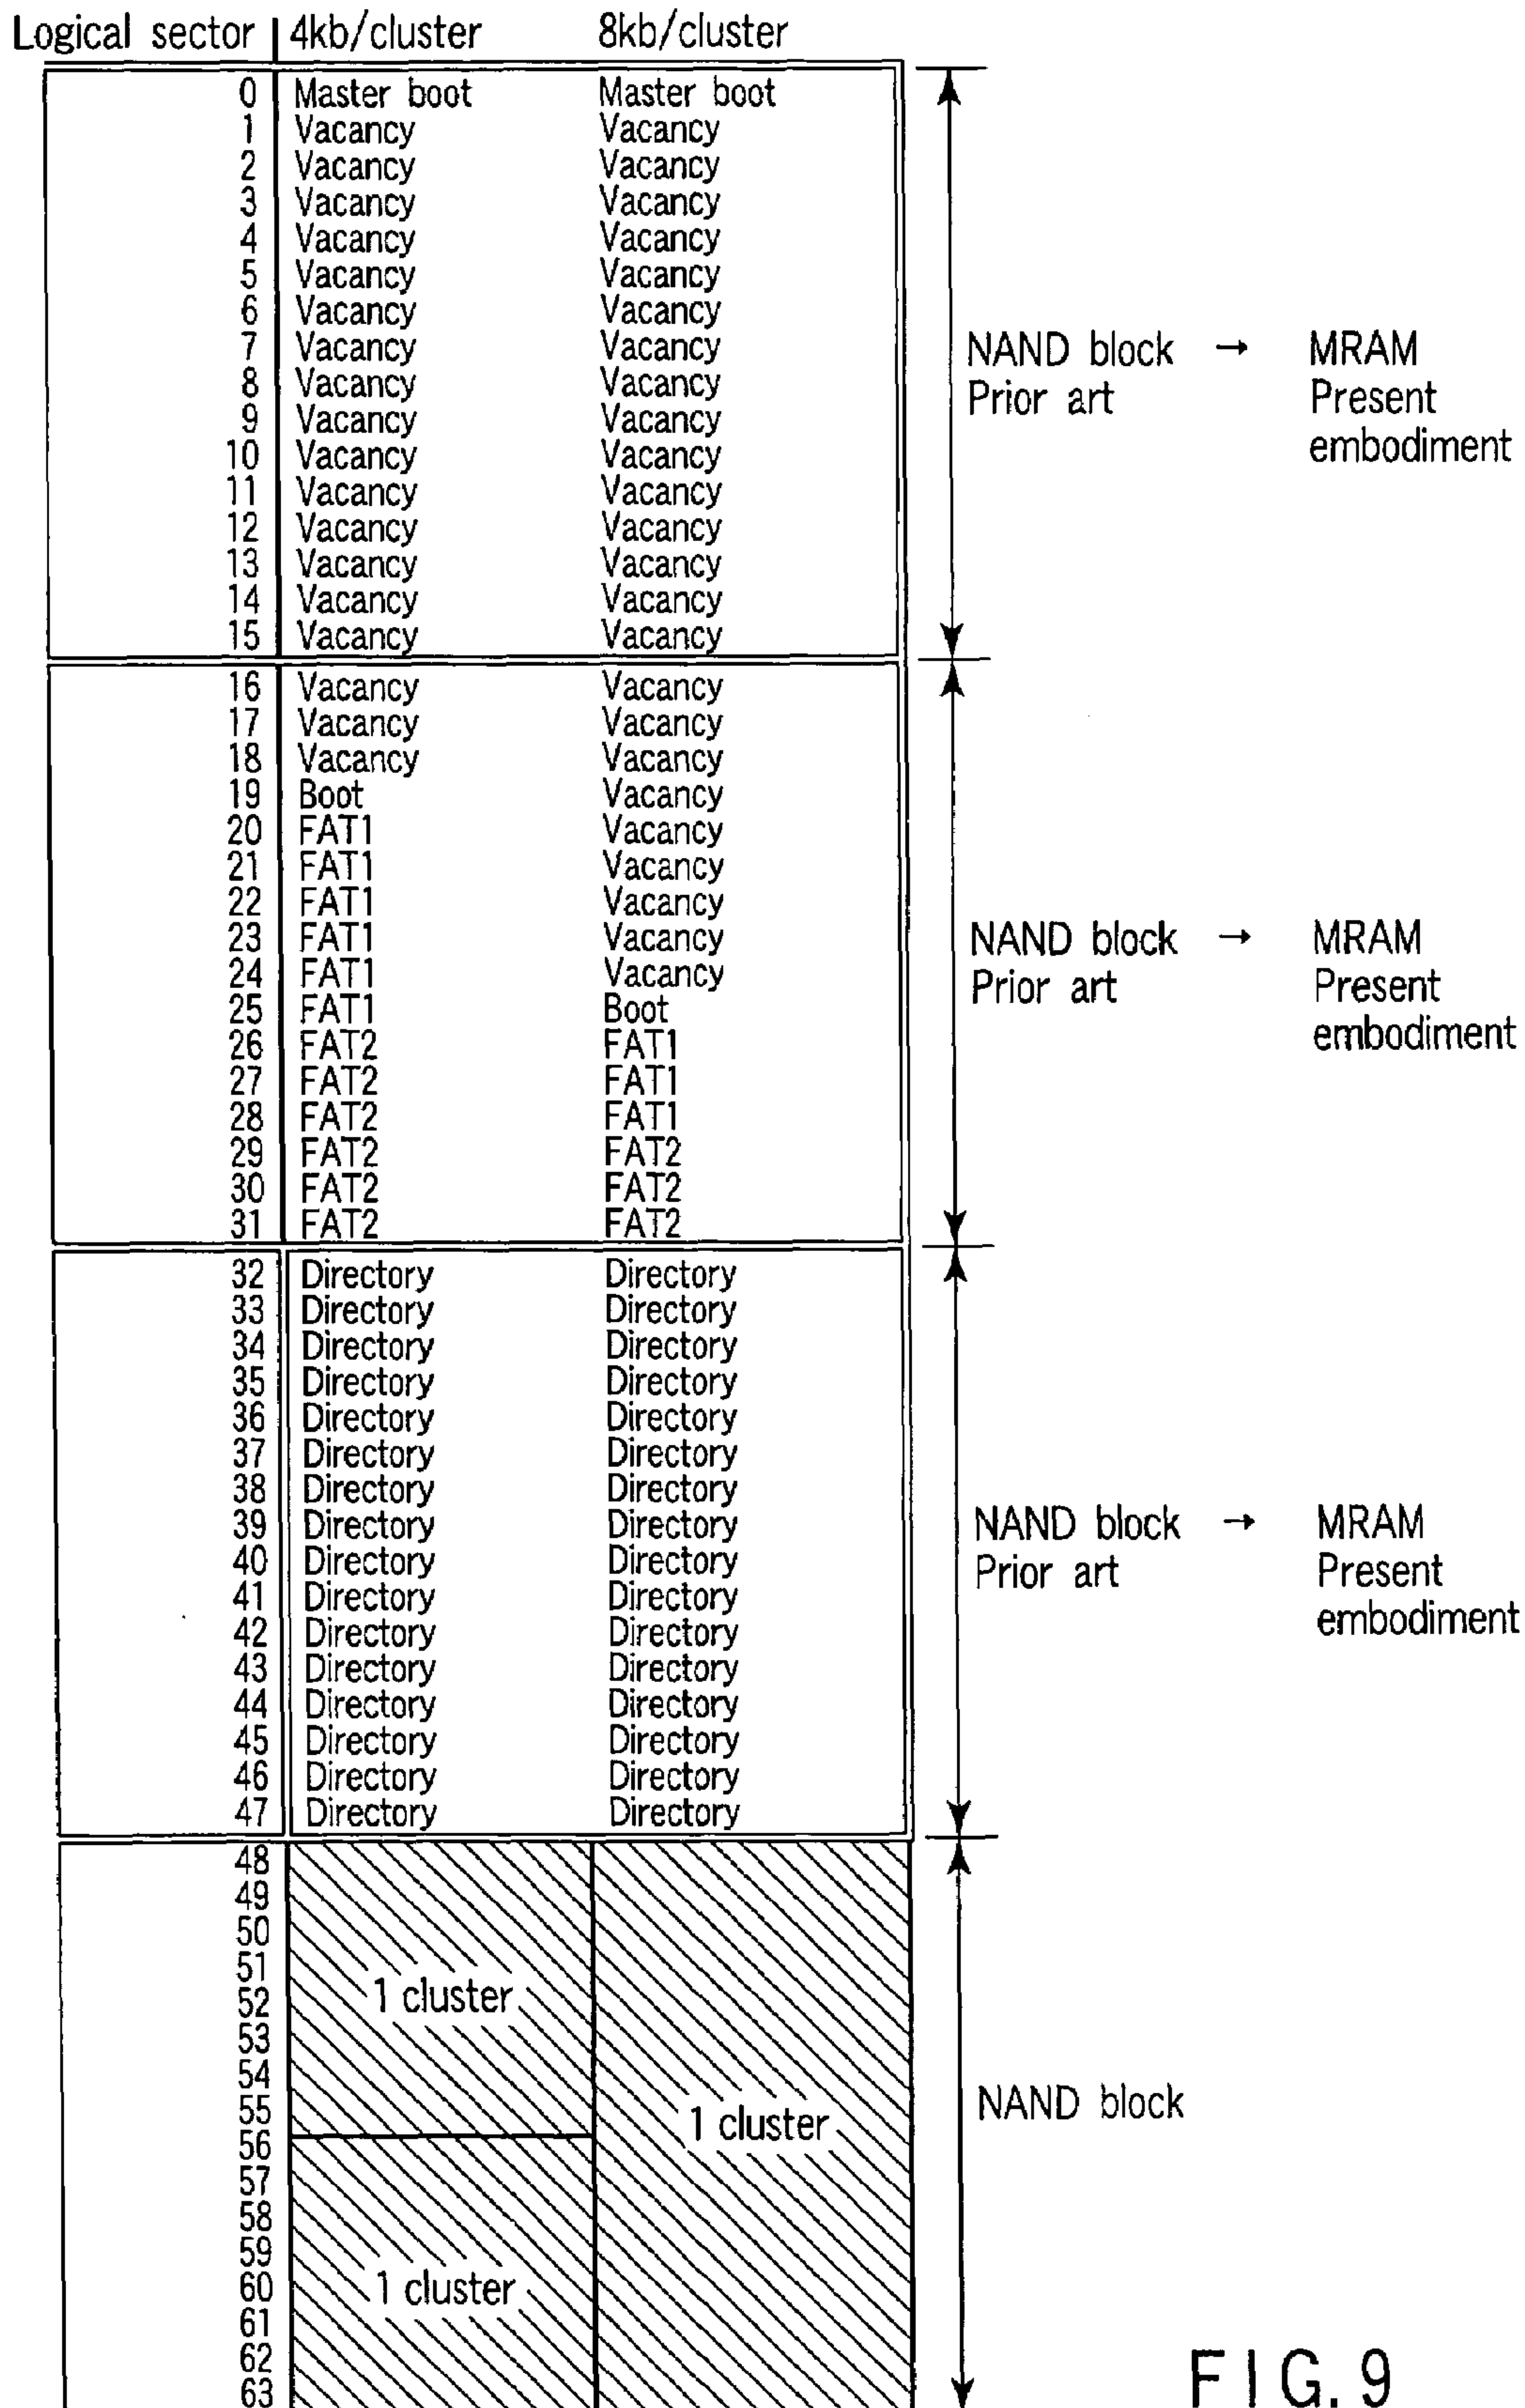 Logical sector 4kb/cluster 8kb/cluster
0 Master boot Master boot
1 Vacancy Vacancy
2 Vacancy Vacancy
3 Vacancy Vacancy
4 Vacancy Vacancy
5 Vacancy Vacancy
6 Vacancy Vacancy
7 Vacancy Vacancy
8 Vacancy Vacancy
9 Vacancy Vacancy
10 Vacancy Vacancy
11 Vacancy Vacancy
12 Vacancy Vacancy
13 Vacancy Vacancy
14 Vacancy Vacancy
15 Vacancy Vacancy
NAND block → MRAM
Prior art Present
embodiment
16 Vacancy Vacancy
17 Vacancy Vacancy
18 Vacancy Vacancy
19 Boot Vacancy
20 FAT1 Vacancy
21 FAT1 Vacancy
22 FAT1 Vacancy
23 FAT1 Vacancy
24 FAT1 Vacancy
25 FAT1 Boot
26 FAT2 FAT1
27 FAT2 FAT1
28 FAT2 FAT1
29 FAT2 FAT2
30 FAT2 FAT2
31 FAT2 FAT2
NAND block → MRAM
Prior art Present
embodiment
32 Directory Directory
33 Directory Directory
34 Directory Directory
35 Directory Directory
36 Directory Directory
37 Directory Directory
38 Directory Directory
39 Directory Directory
40 Directory Directory
41 Directory Directory
42 Directory Directory
43 Directory Directory
44 Directory Directory
45 Directory Directory
46 Directory Directory
47 Directory Directory
NAND block → MRAM
Prior art Present
embodiment
48
49
50
51
52 1 cluster
53
54
55 1 cluster
56
57
58
59
60 1 cluster
61
62
63
NAND block
FIG. 9